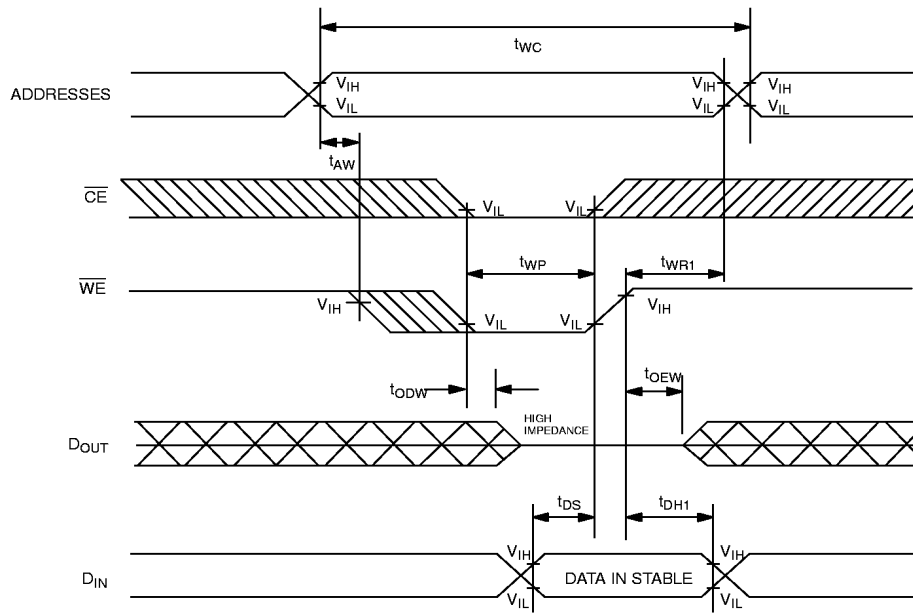 tWC
ADDRESSES
VIH VIH VIH
VIL VIL VIL
tAW
CE VIL VIL
tWP tWR1
WE
VIH VIL VIL VIH
tODW tOEW
HIGH
IMPEDANCE
DOUT
tDS tDH1
VIH VIH
DIN DATA IN STABLE
VIL VIL